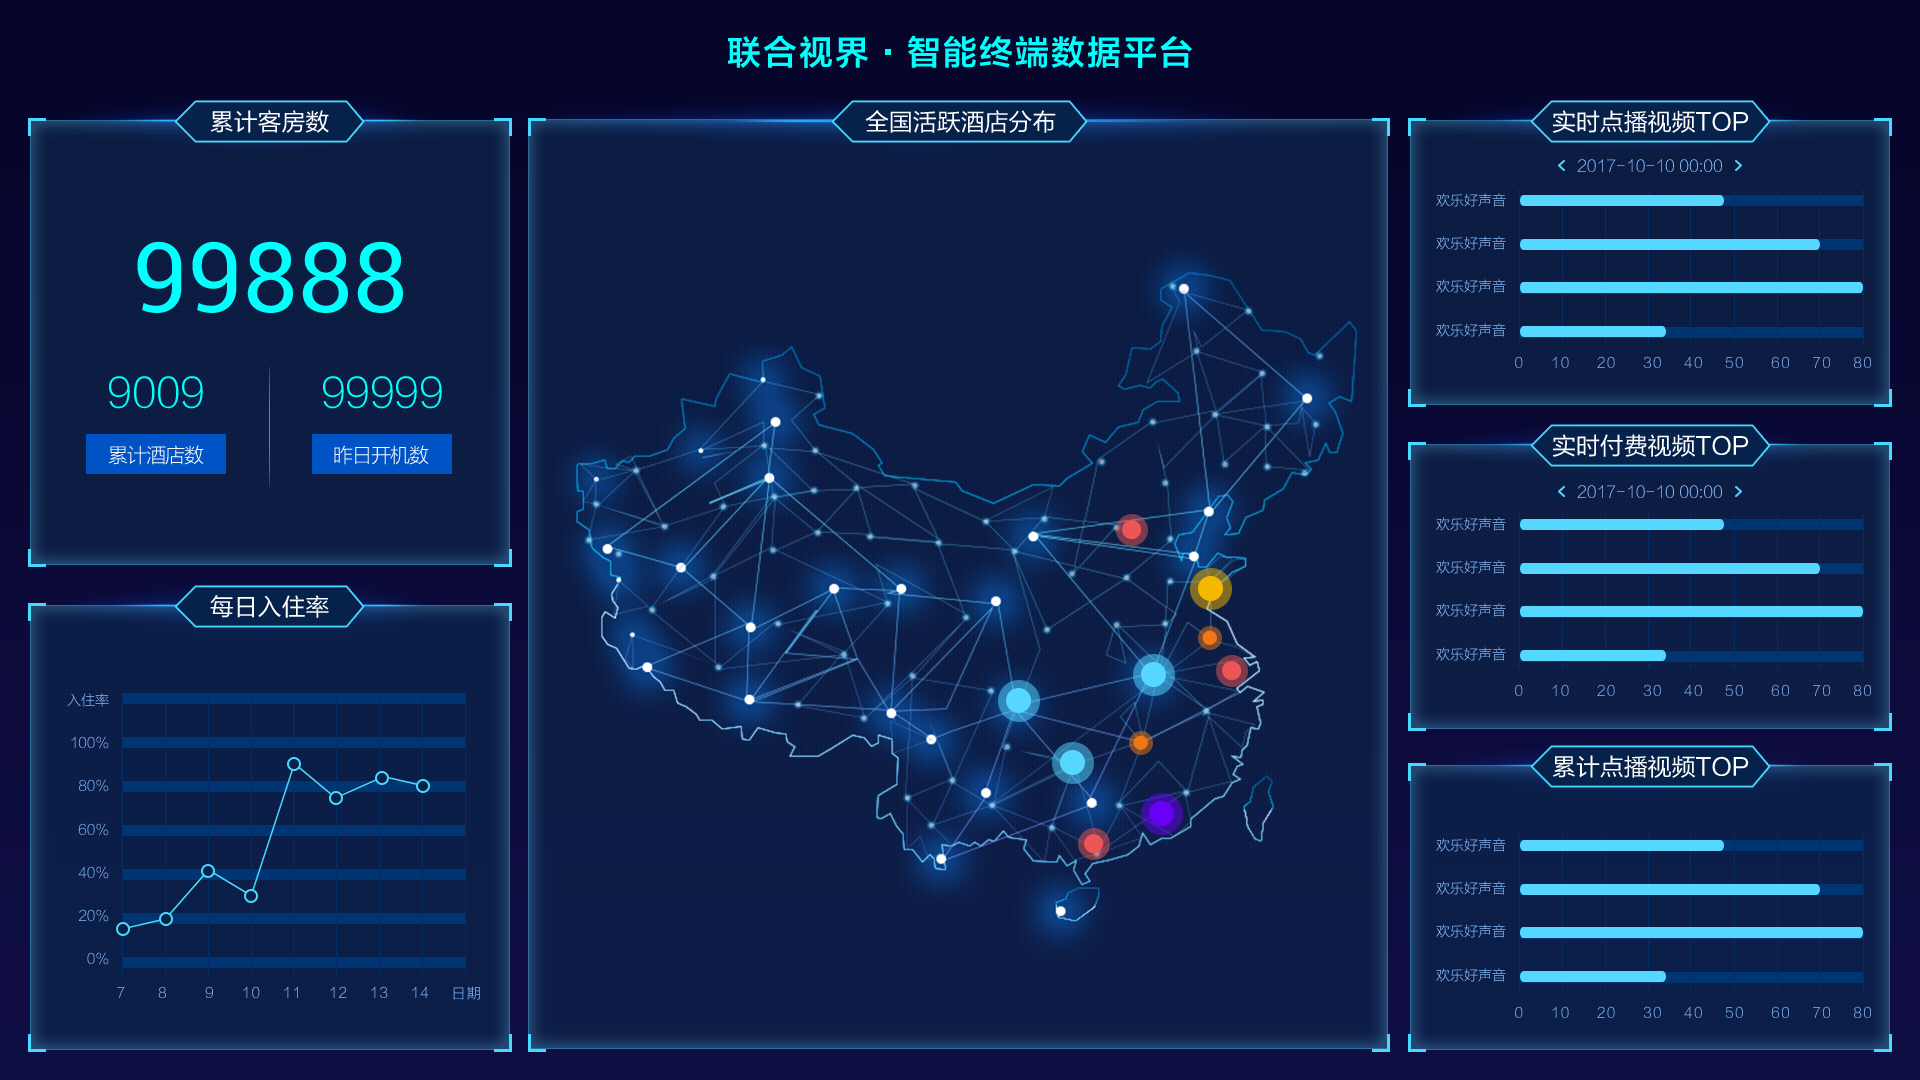 联合视界·智能终端数据平台
累计客房数
99888
9009
99999
累计酒店数
昨日开机数
每日入住率
入住率
100%
80%
60%
40%
20%
0%
7 8 9 10 11 12 13 14 日期
全国活跃酒店分布
实时点播视频TOP
2017-10-10 00:00
欢乐好声音
欢乐好声音
欢乐好声音
欢乐好声音
0 10 20 30 40 50 60 70 80
实时付费视频TOP
2017-10-10 00:00
欢乐好声音
欢乐好声音
欢乐好声音
欢乐好声音
0 10 20 30 40 50 60 70 80
累计点播视频TOP
欢乐好声音
欢乐好声音
欢乐好声音
欢乐好声音
0 10 20 30 40 50 60 70 80